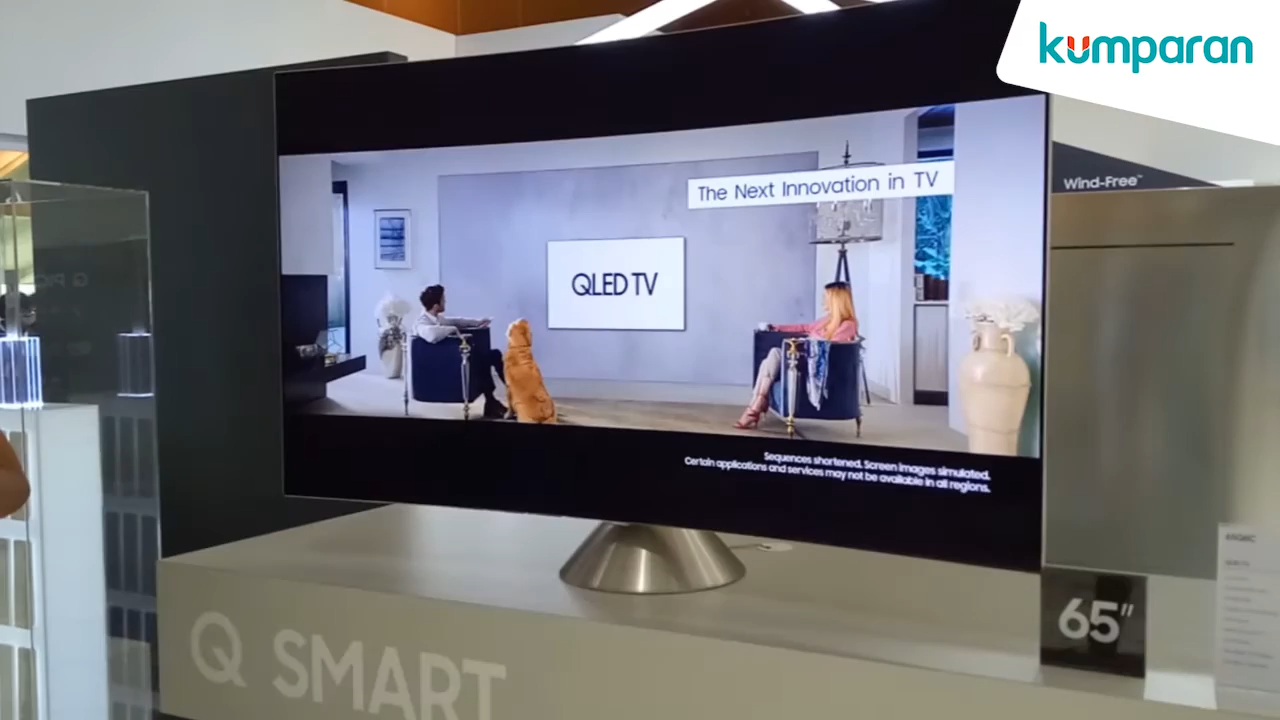 kumparan
The Next Innovation in TV
Wind-Free™
QLED TV
Sequences shortened. Screen images simulated.
Certain applications and services may not be available in all regions.
65"
Q SMART